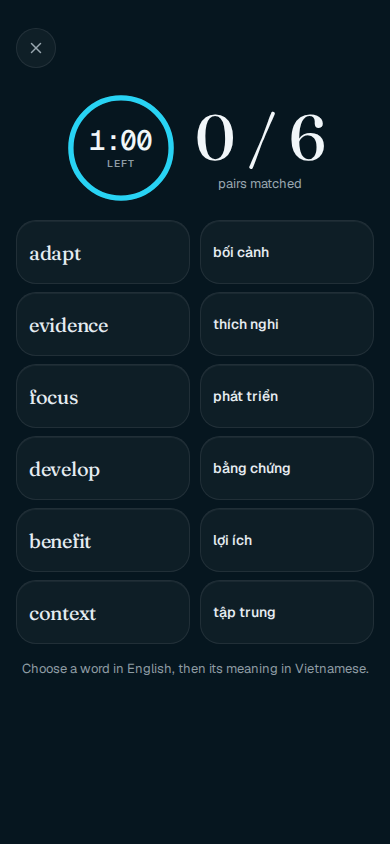 1:00
LEFT
0 / 6
pairs matched
adapt
bối cảnh
evidence
thích nghi
focus
phát triển
develop
bằng chứng
benefit
lợi ích
context
tập trung
Choose a word in English, then its meaning in Vietnamese.